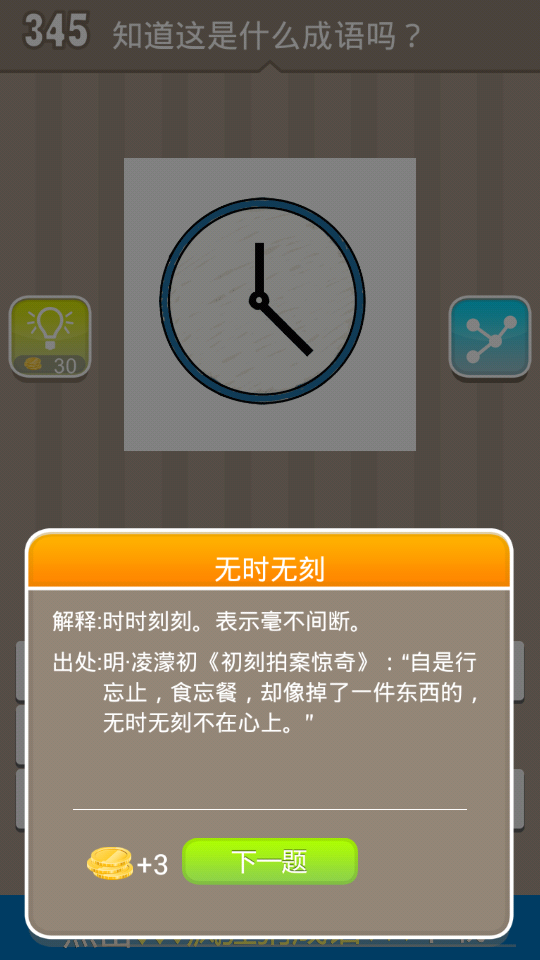 345 知道这是什么成语吗？
30
无时无刻
解释:时时刻刻。表示毫不间断。
出处:明·凌濛初《初刻拍案惊奇》：“自是行
忘止，食忘餐，却像掉了一件东西的，
无时无刻不在心上。”
+3 下一题